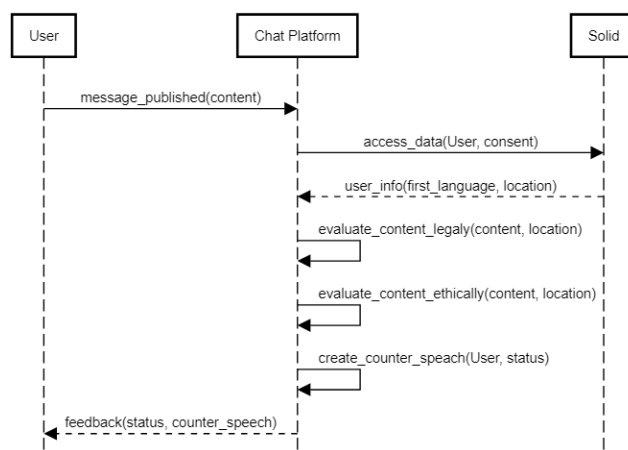 User
Chat Platform
Solid
message_published(content)
access_data(User, consent)
user_info(first_language, location)
evaluate_content_legaly(content, location)
evaluate_content_ethically(content, location)
create_counter_speach(User, status)
feedback(status, counter_speech)